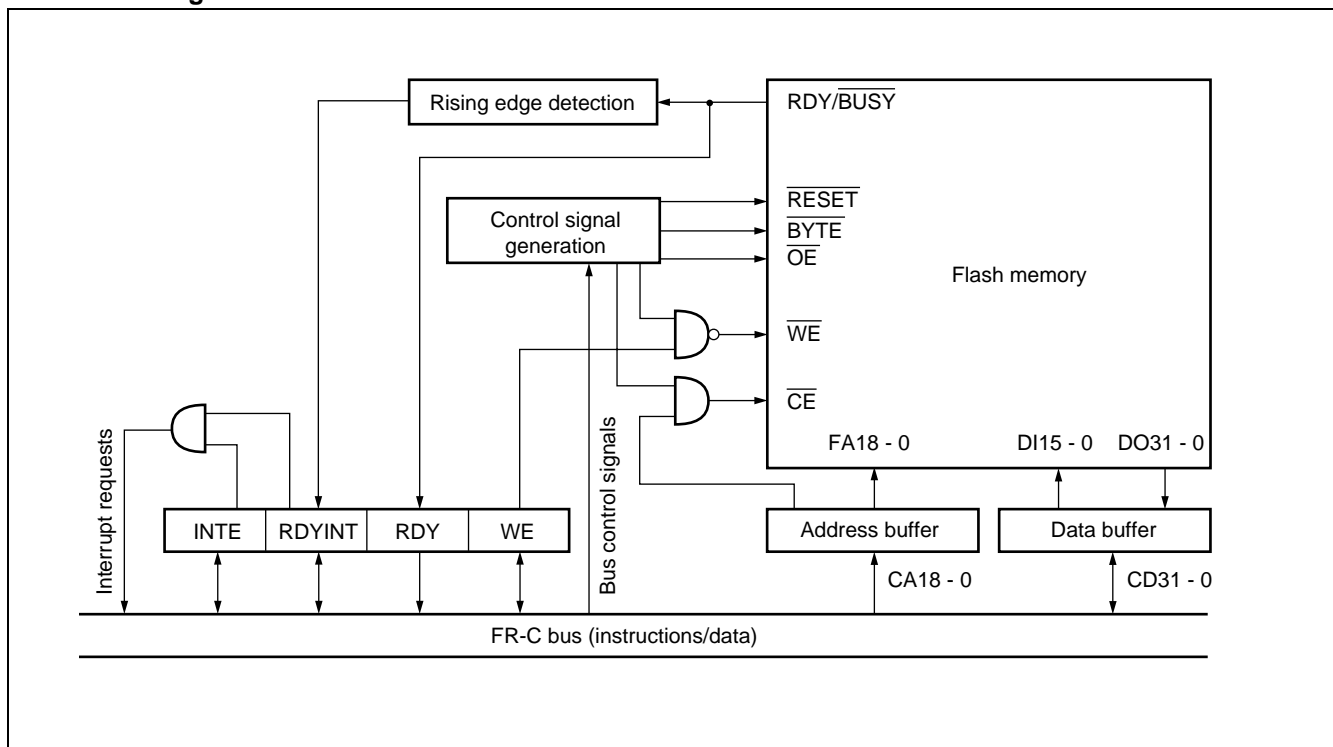 Rising edge detection
RDY/BUSY
RESET
Control signal
generation
BYTE
OE
Flash memory
WE
CE
FA18 - 0
DI15 - 0
DO31 - 0
Interrupt requests
Bus control signals
INTE
RDYINT
RDY
WE
Address buffer
Data buffer
CA18 - 0
CD31 - 0
FR-C bus (instructions/data)